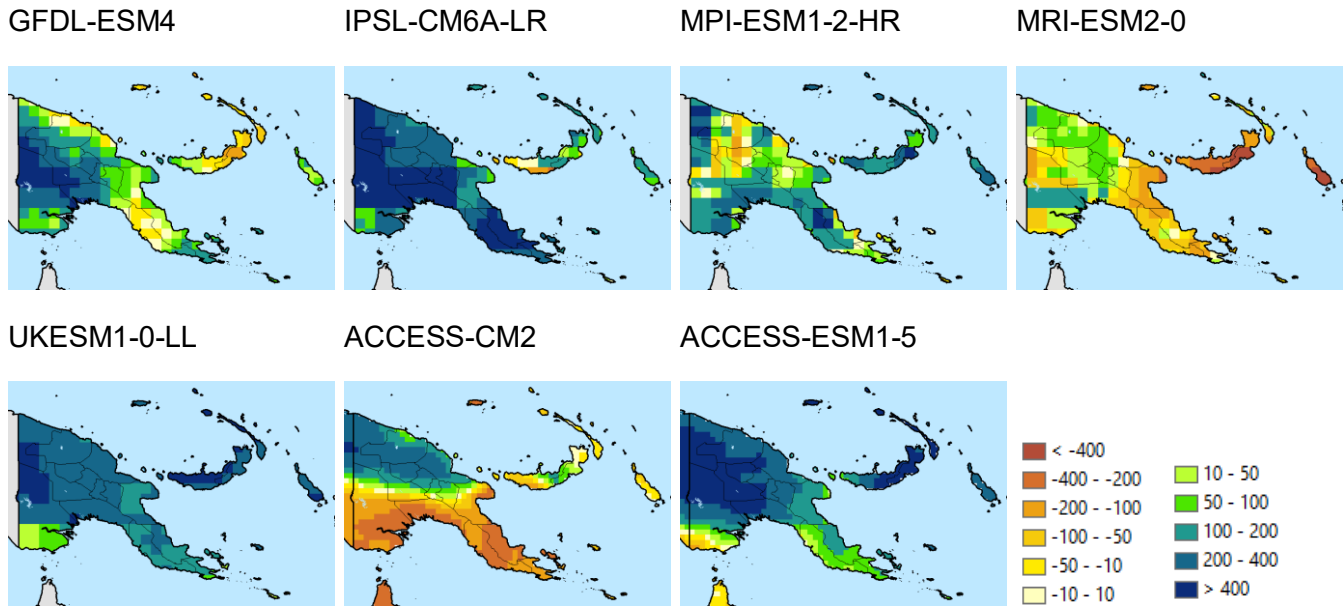 GFDL-ESM4
IPSL-CM6A-LR
MPI-ESM1-2-HR
MRI-ESM2-0
UKESM1-0-LL
ACCESS-CM2
ACCESS-ESM1-5
< -400
-400 - -200
-200 - -100
-100 - -50
-50 - -10
-10 - 10
10 - 50
50 - 100
100 - 200
200 - 400
> 400